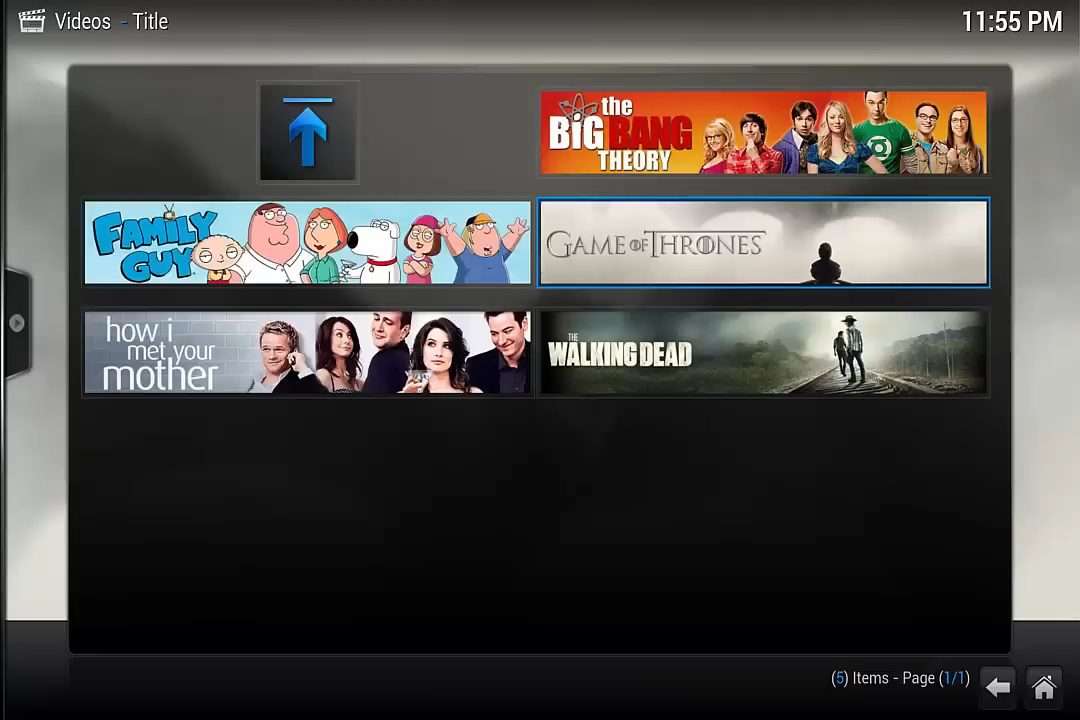 Videos - Title
11:55 PM
the
BIG BANG
THEORY
FAMILY
GUY
GAME OF THRONES
how i
met your
mother
THE
WALKING DEAD
(5) Items - Page (1/1)